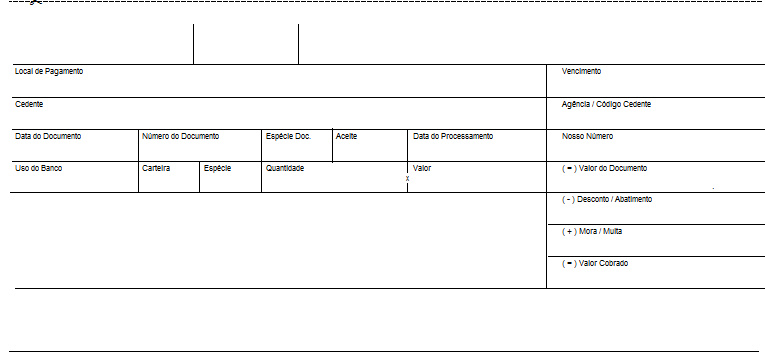 Local de Pagamento Vencimento
Cedente Agência / Código Cedente
Data do Documento Número do Documento Espécie Doc. Aceite Data do Processamento Nosso Número
Uso do Banco Carteira Espécie Quantidade Valor ( = ) Valor do Documento
x
( - ) Desconto / Abatimento
( + ) Mora / Multa
( = ) Valor Cobrado